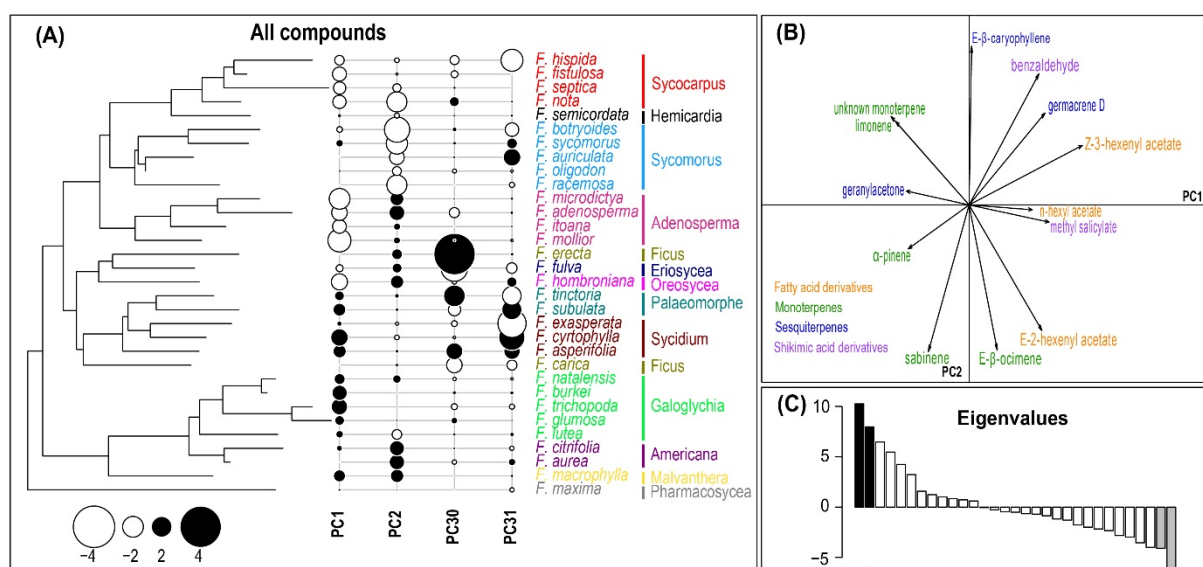 (A)
All compounds
F. hispida
F. fistulosa
F. septica
F. nota
Sycocarpus
F. semicordata
Hemicardia
F. botryoides
F. sycomorus
F. auriculata
F. oligodon
F. racemosa
Sycomorus
F. microdictya
F. adenosperma
F. itoana
F. mollior
Adenosperma
F. erecta
Ficus
F. fulva
Eriosycea
F. hombroniana
Oreosycea
F. tinctoria
F. subulata
Palaeomorphe
F. exasperata
F. cyrtophylla
F. asperifolia
Sycidium
F. carica
Ficus
F. natalensis
F. burkei
F. trichopoda
F. glumosa
F. lutea
Galoglychia
F. citrifolia
F. aurea
Americana
F. macrophylla
Malvanthera
F. maxima
Pharmacosycea
PC1
PC2
PC30
PC31
−4
−2
2
4
(B)
E-β-caryophyllene
benzaldehyde
germacrene D
unknown monoterpene
limonene
Z-3-hexenyl acetate
geranylacetone
PC1
n-hexyl acetate
methyl salicylate
α-pinene
Fatty acid derivatives
Monoterpenes
Sesquiterpenes
Shikimic acid derivatives
E-2-hexenyl acetate
sabinene
E-β-ocimene
PC2
(C)
Eigenvalues
10
5
0
−5